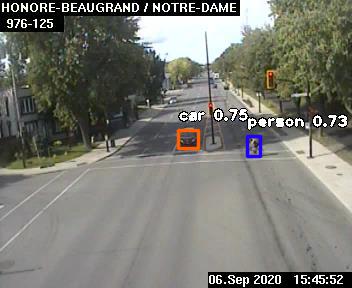 HONORE-BEAUGRAND / NOTRE-DAME
976-125
car 0.75
person 0.73
06.Sep 2020 15:45:52